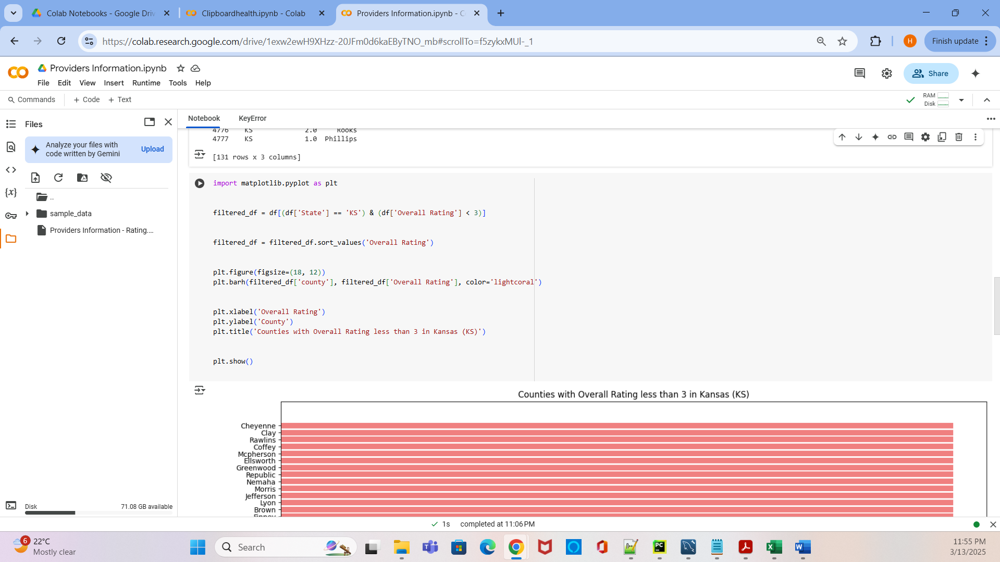 Colab Notebooks - Google Driv
Clipboardhealth.ipynb - Colab
Providers Information.ipynb - C
https://colab.research.google.com/drive/1exw2ewH9XHzz-20JFm0d6kaEByTNO_mb#scrollTo=f5zykxMUl-_1
H
Finish update
Providers Information.ipynb
File Edit View Insert Runtime Tools Help
Share
Commands + Code + Text
RAM
Disk
Files
Notebook KeyError
Analyze your files with
code written by Gemini
Upload
..
sample_data
Providers Information - Rating....
Disk 71.08 GB available
4776 KS 2.0 Rooks
4777 KS 1.0 Phillips
[131 rows x 3 columns]
import matplotlib.pyplot as plt
filtered_df = df[(df['State'] == 'KS') & (df['Overall Rating'] < 3)]
filtered_df = filtered_df.sort_values('Overall Rating')
plt.figure(figsize=(18, 12))
plt.barh(filtered_df['county'], filtered_df['Overall Rating'], color='lightcoral')
plt.xlabel('Overall Rating')
plt.ylabel('County')
plt.title('Counties with Overall Rating less than 3 in Kansas (KS)')
plt.show()
Counties with Overall Rating less than 3 in Kansas (KS)
Cheyenne
Clay
Rawlins
Coffey
Mcpherson
Ellsworth
Greenwood
Republic
Nemaha
Morris
Jefferson
Lyon
Brown
Finney
1s completed at 11:06 PM
6
22°C
Mostly clear
Search
11:55 PM
3/13/2025